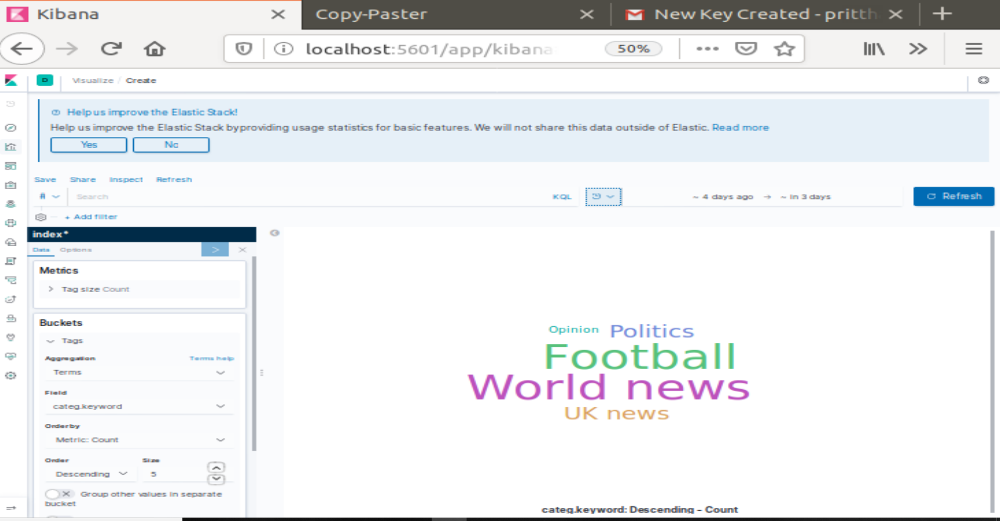 Kibana
Copy-Paster
New Key Created - pritth
localhost:5601/app/kibana
50%
D
Visualize / Create
Help us improve the Elastic Stack!
Help us improve the Elastic Stack by providing usage statistics for basic features. We will not share this data outside of Elastic. Read more
Yes
No
Save Share Inspect Refresh
Search
KQL
~ 4 days ago → ~ in 3 days
Refresh
+ Add filter
index*
Data Options
Metrics
Tag size Count
Buckets
Tags
Aggregation Terms help
Terms
Field
categ.keyword
Order by
Metric: Count
Order Size
Descending 5
Group other values in separate
bucket
Opinion Politics
Football
World news
UK news
categ.keyword: Descending - Count